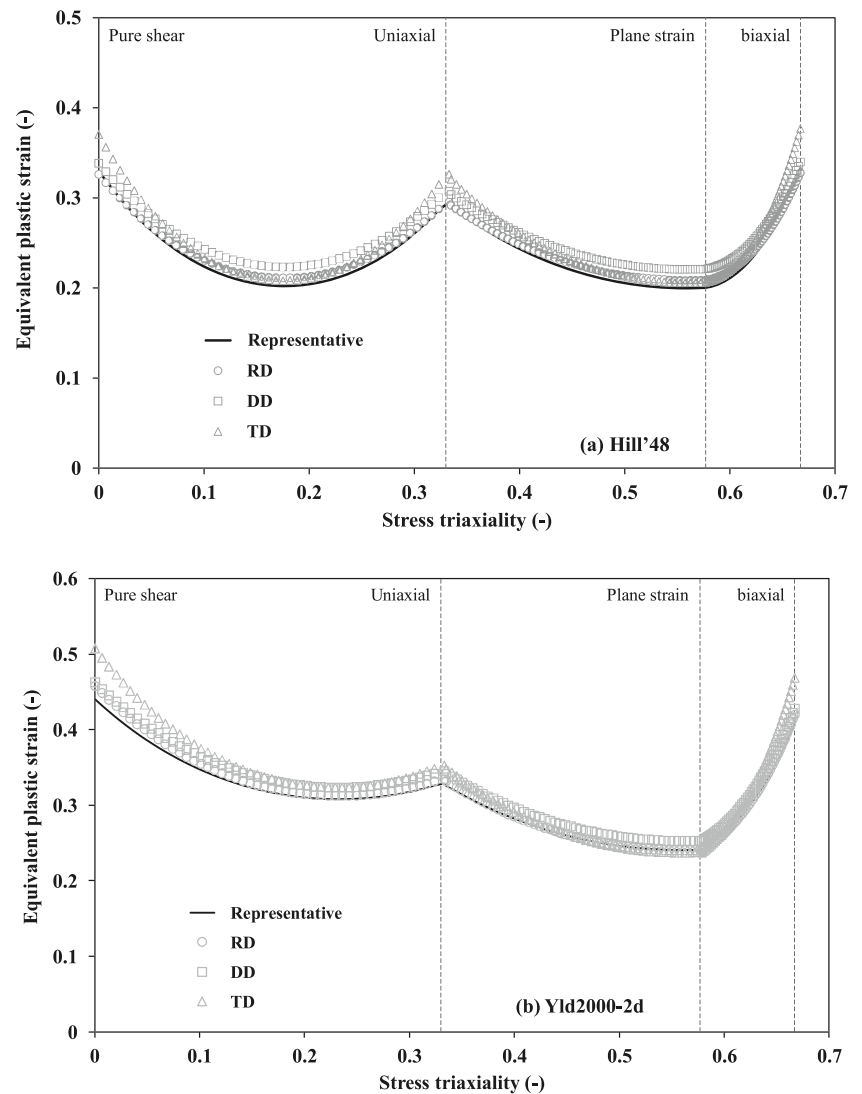 0.5
Pure shear
Uniaxial
Plane strain
biaxial
0.4
0.3
0.2
0.1
0
Equivalent plastic strain (-)
Representative
RD
DD
TD
(a) Hill’48
0 0.1 0.2 0.3 0.4 0.5 0.6 0.7
Stress triaxiality (-)
0.6
Pure shear
Uniaxial
Plane strain
biaxial
0.5
0.4
0.3
0.2
0.1
0
Equivalent plastic strain (-)
Representative
RD
DD
TD
(b) Yld2000-2d
0 0.1 0.2 0.3 0.4 0.5 0.6 0.7
Stress triaxiality (-)